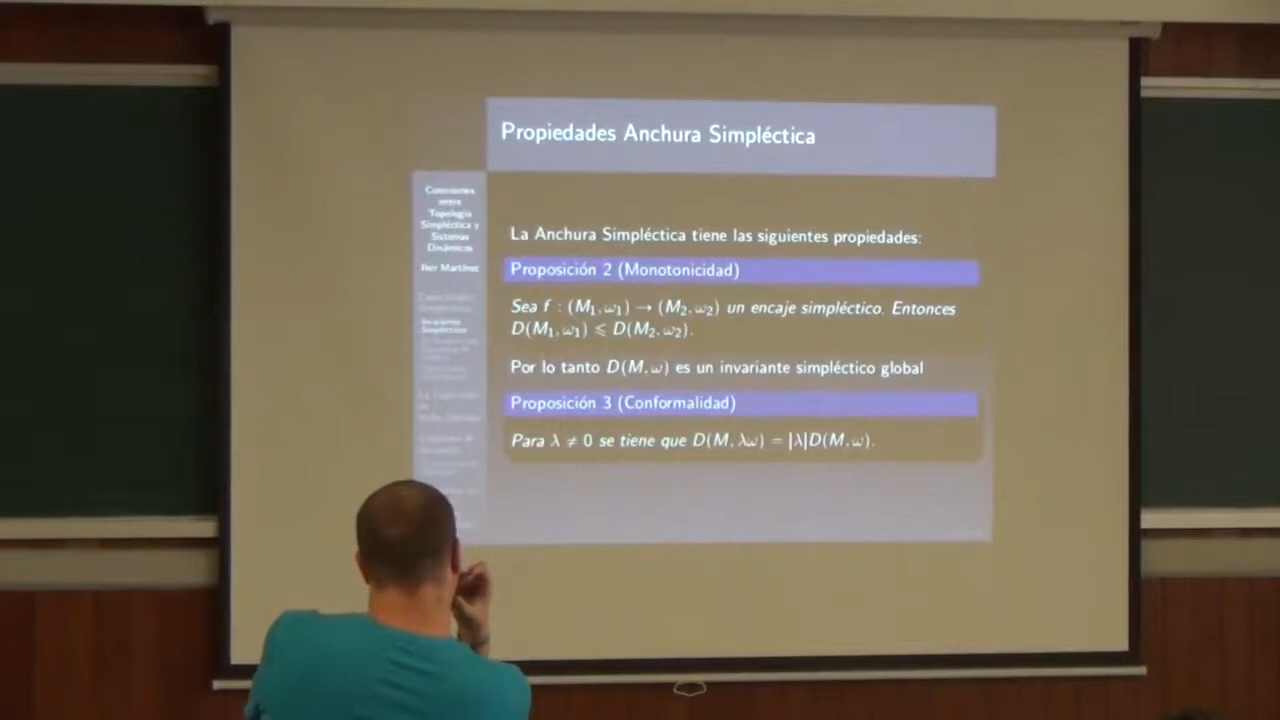 Propiedades Anchura Simpléctica
Conexiones
entre
Topología
Simpléctica y
Sistemas
Dinámicos
Iker Martínez
La Anchura Simpléctica tiene las siguientes propiedades:
Proposición 2 (Monotonicidad)
Sea f : (M₁, ω₁) → (M₂, ω₂) un encaje simpléctico. Entonces
D(M₁, ω₁) ⩽ D(M₂, ω₂).
Por lo tanto D(M, ω) es un invariante simpléctico global
Proposición 3 (Conformalidad)
Para λ ≠ 0 se tiene que D(M, λω) = |λ|D(M, ω).